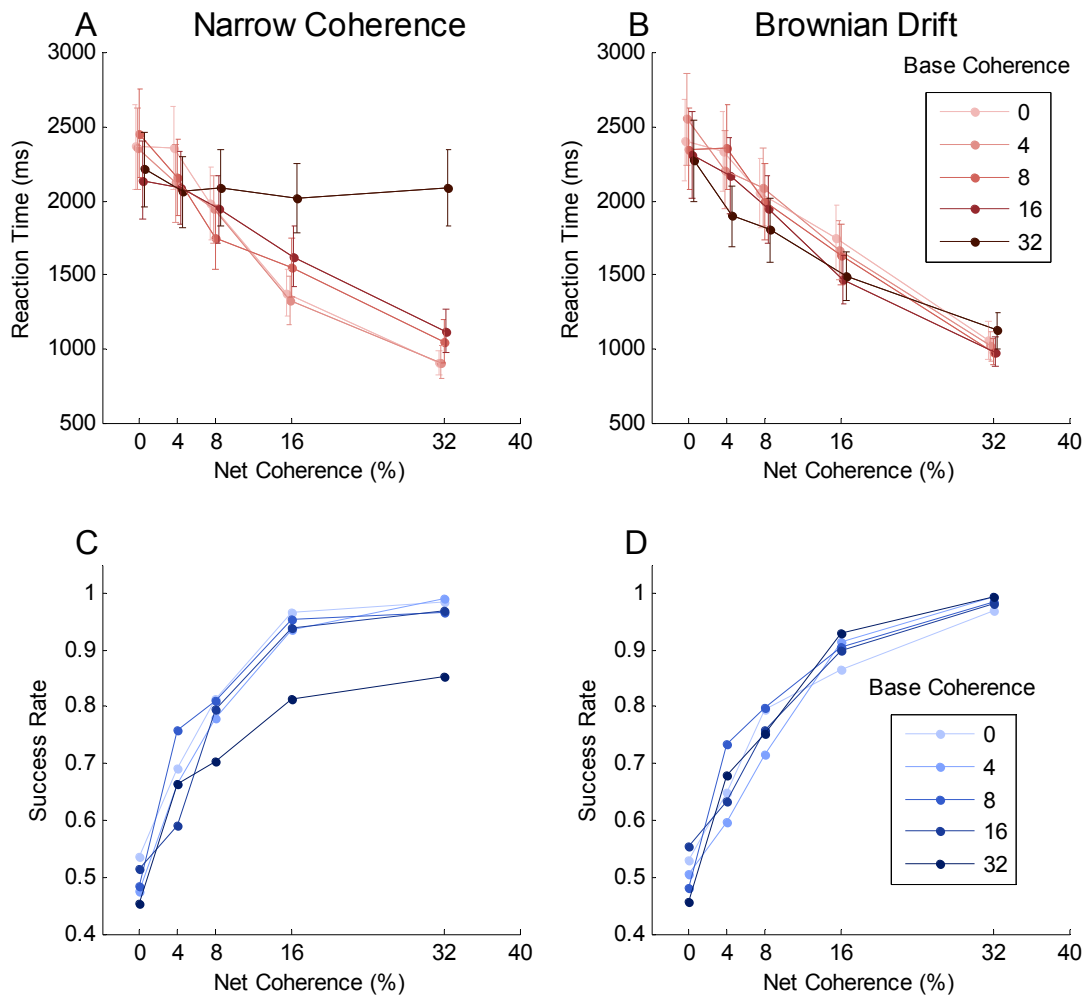 A Narrow Coherence
3000
2500
2000
1500
1000
500
Reaction Time (ms)
0 4 8 16 32 40
Net Coherence (%)
B Brownian Drift
3000
2500
2000
1500
1000
500
Reaction Time (ms)
0 4 8 16 32 40
Net Coherence (%)
Base Coherence
0
4
8
16
32
C
1
0.9
0.8
0.7
0.6
0.5
0.4
Success Rate
0 4 8 16 32 40
Net Coherence (%)
D
1
0.9
0.8
0.7
0.6
0.5
0.4
Success Rate
0 4 8 16 32 40
Net Coherence (%)
Base Coherence
0
4
8
16
32